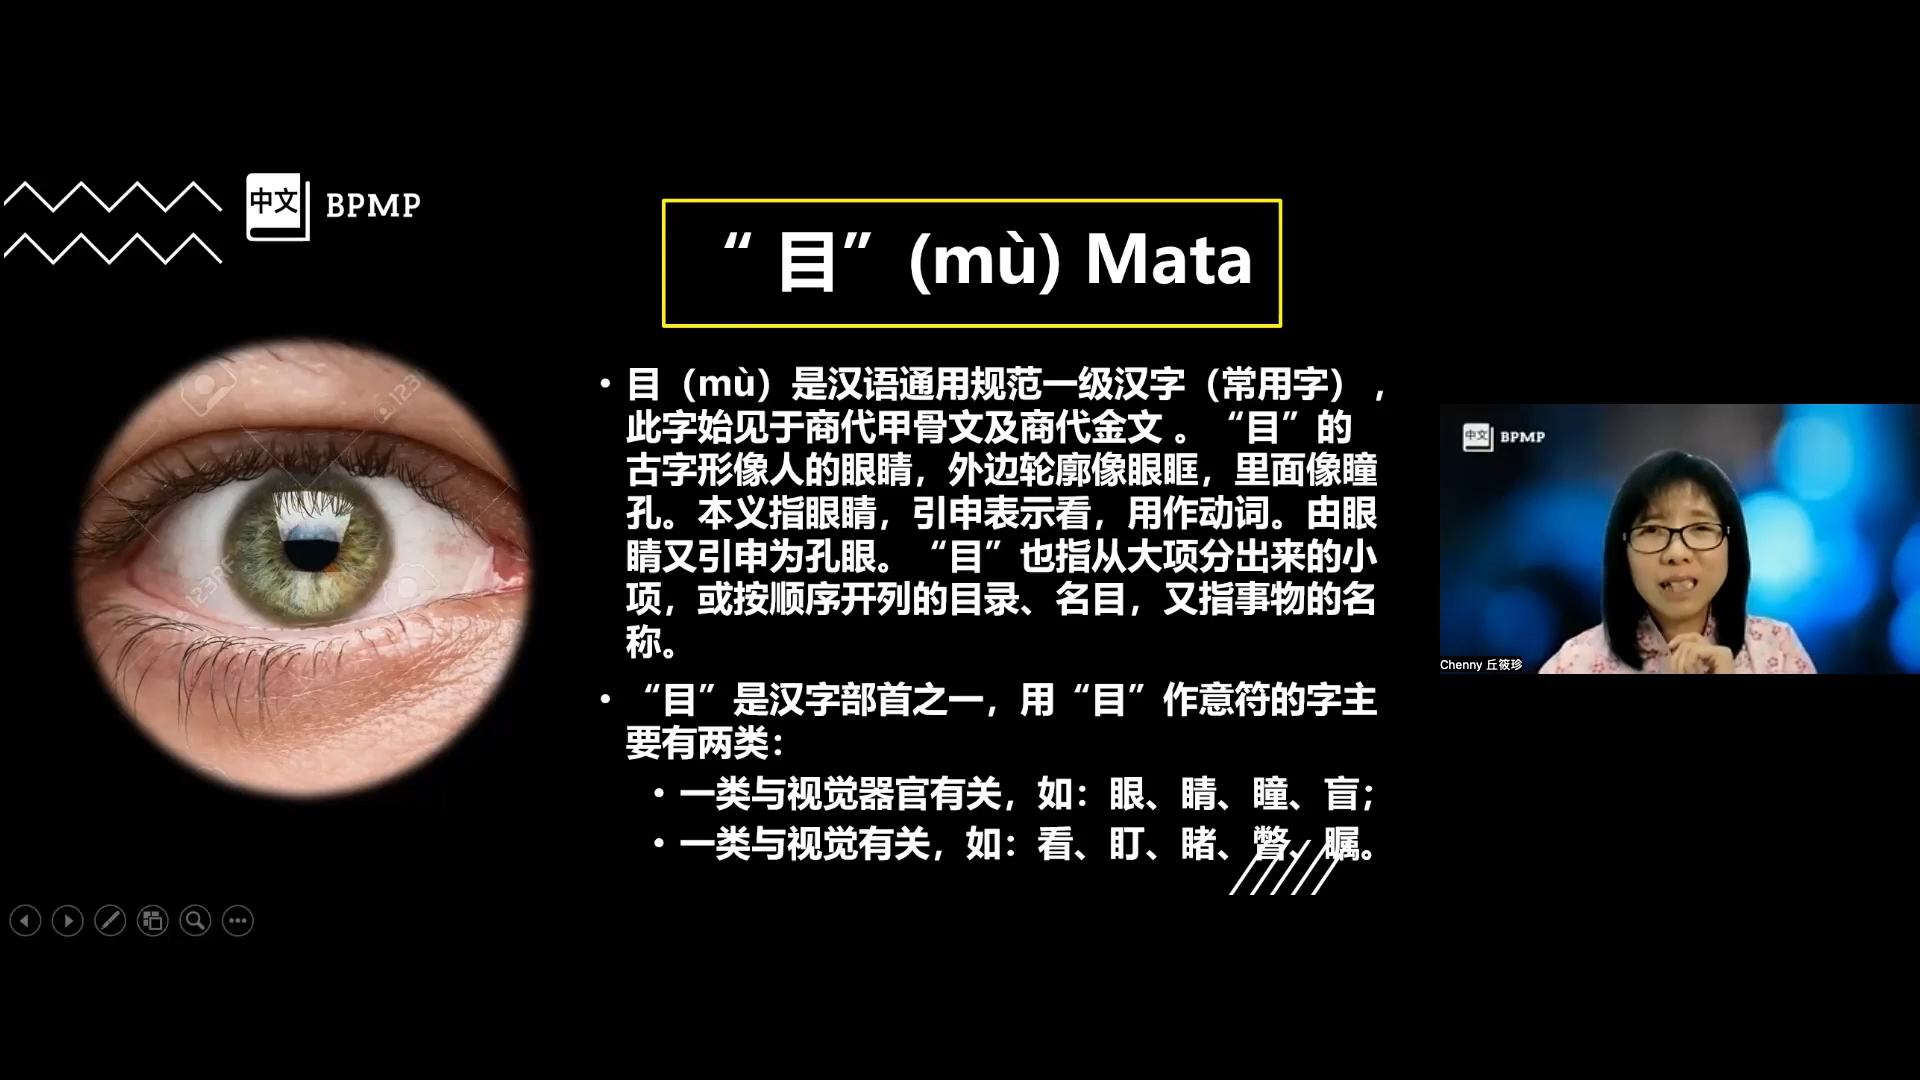 中文 BPMP
“ 目” (mù) Mata
• 目（mù）是汉语通用规范一级汉字（常用字），
此字始见于商代甲骨文及商代金文 。 “目”的
古字形像人的眼睛，外边轮廓像眼眶，里面像瞳
孔。本义指眼睛，引申表示看，用作动词。由眼
睛又引申为孔眼。“目”也指从大项分出来的小
项，或按顺序开列的目录、名目，又指事物的名
称。
• “目”是汉字部首之一，用“目”作意符的字主
要有两类：
• 一类与视觉器官有关，如：眼、睛、瞳、盲；
• 一类与视觉有关，如：看、盯、睹、瞥、瞩。
中文 BPMP
Chenny 丘筱珍
123RF
123